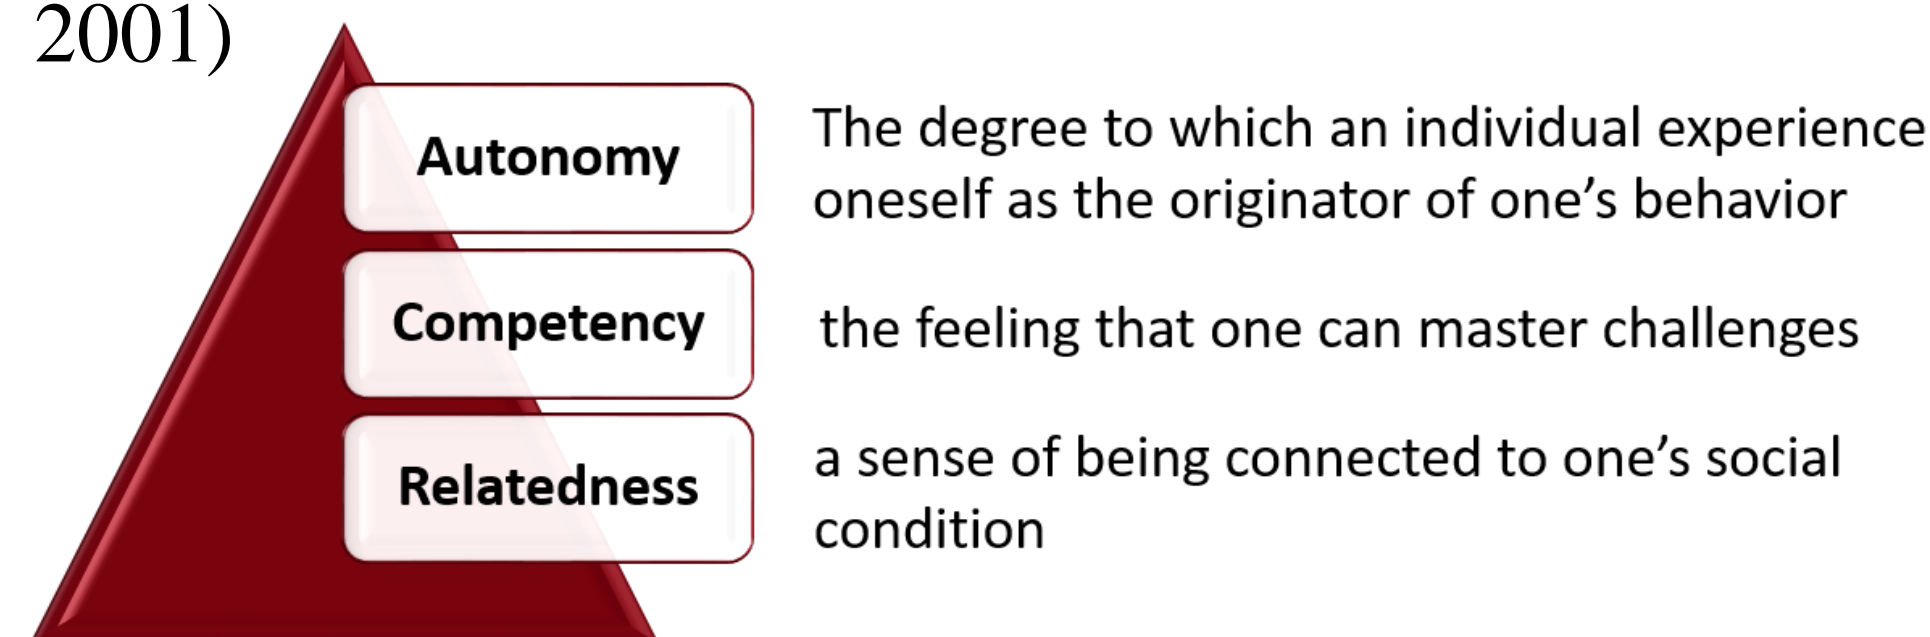 2001)
Autonomy
The degree to which an individual experience
oneself as the originator of one’s behavior
Competency
the feeling that one can master challenges
Relatedness
a sense of being connected to one’s social
condition